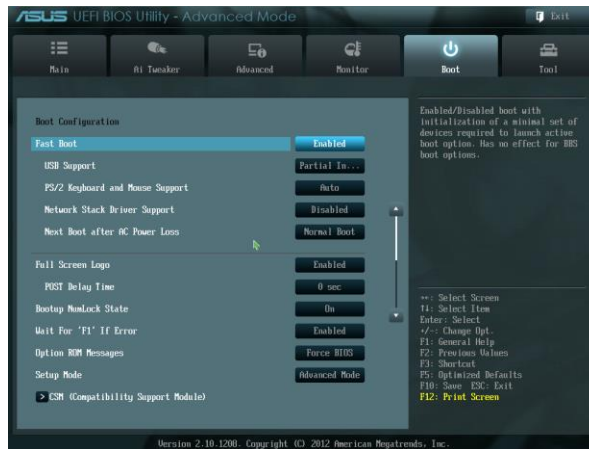 ASUS UEFI BIOS Utility - Advanced Mode
Exit
Main
Ai Tweaker
Advanced
Monitor
Boot
Tool
Boot Configuration
Fast Boot
Enabled
USB Support
Partial In...
PS/2 Keyboard and Mouse Support
Auto
Network Stack Driver Support
Disabled
Next Boot after AC Power Loss
Normal Boot
Full Screen Logo
Enabled
POST Delay Time
0 sec
Bootup NumLock State
On
Wait For 'F1' If Error
Enabled
Option ROM Messages
Force BIOS
Setup Mode
Advanced Mode
> CSM (Compatibility Support Module)
Enabled/Disabled boot with
initialization of a minimal set of
devices required to launch active
boot option. Has no effect for BBS
boot options.
→←: Select Screen
↑↓: Select Item
Enter: Select
+/-: Change Opt.
F1: General Help
F2: Previous Values
F3: Shortcut
F5: Optimized Defaults
F10: Save ESC: Exit
F12: Print Screen
Version 2.10.1208. Copyright (C) 2012 American Megatrends, Inc.